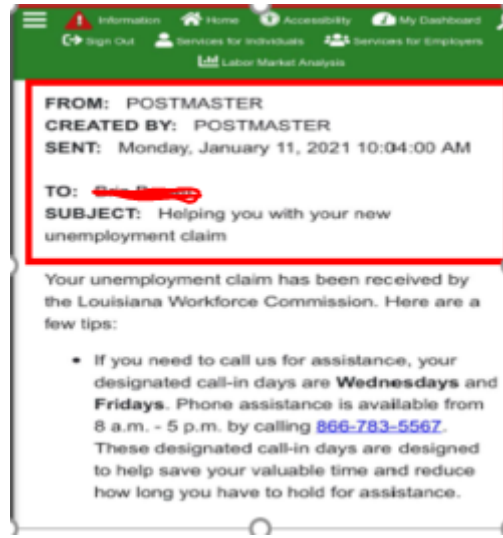 Information Home Accessibility My Dashboard
Sign Out Services for Individuals Services for Employers
Labor Market Analysis
FROM: POSTMASTER
CREATED BY: POSTMASTER
SENT: Monday, January 11, 2021 10:04:00 AM
TO:
SUBJECT: Helping you with your new
unemployment claim
Your unemployment claim has been received by
the Louisiana Workforce Commission. Here are a
few tips:
• If you need to call us for assistance, your
designated call-in days are Wednesdays and
Fridays. Phone assistance is available from
8 a.m. - 5 p.m. by calling 866-783-5567.
These designated call-in days are designed
to help save your valuable time and reduce
how long you have to hold for assistance.